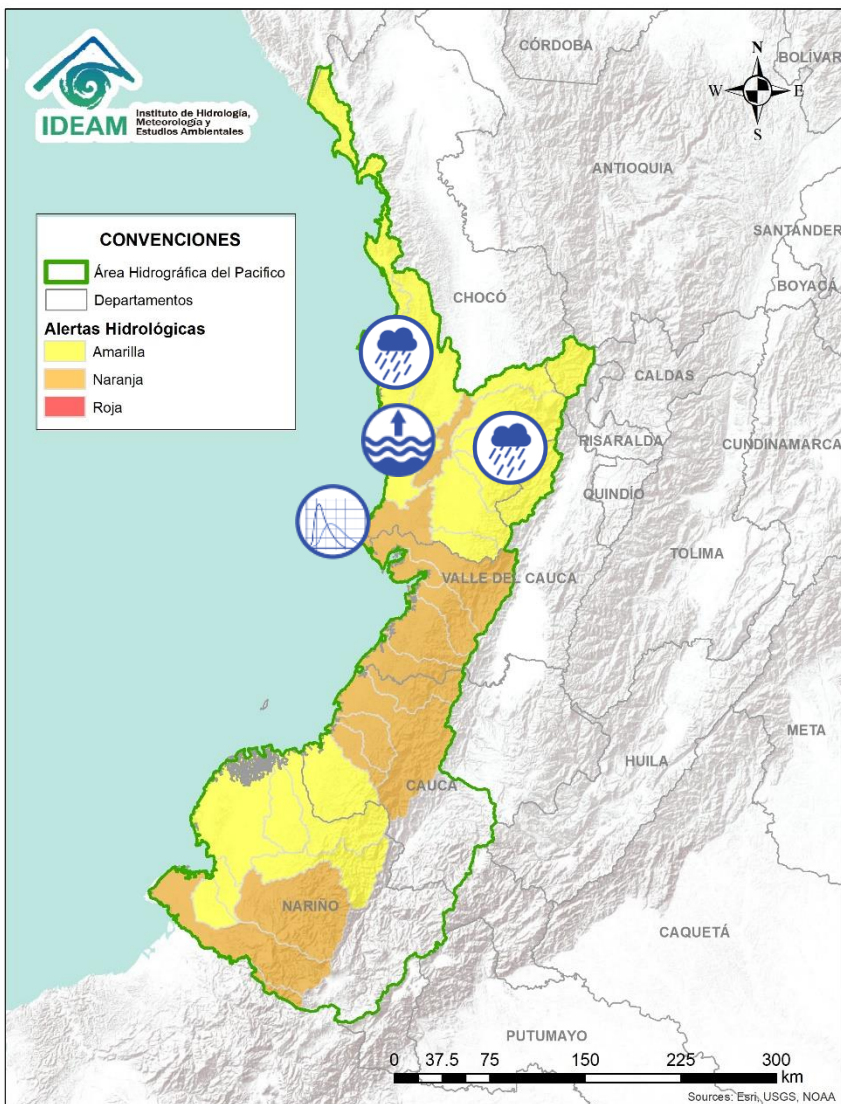 IDEAM
Instituto de Hidrología,
Meteorología y
Estudios Ambientales
CÓRDOBA
BOLÍVAR
N
W
E
S
ANTIOQUIA
SANTANDER
BOYACÁ
CONVENCIONES
Área Hidrográfica del Pacifico
Departamentos
Alertas Hidrológicas
Amarilla
Naranja
Roja
CHOCÓ
CALDAS
RISARALDA
CUNDINAMARCA
QUINDÍO
TOLIMA
VALLE DEL CAUCA
META
HUILA
CAUCA
NARIÑO
CAQUETÁ
PUTUMAYO
0 37.5 75 150 225 300
km
Sources: Esri, USGS, NOAA